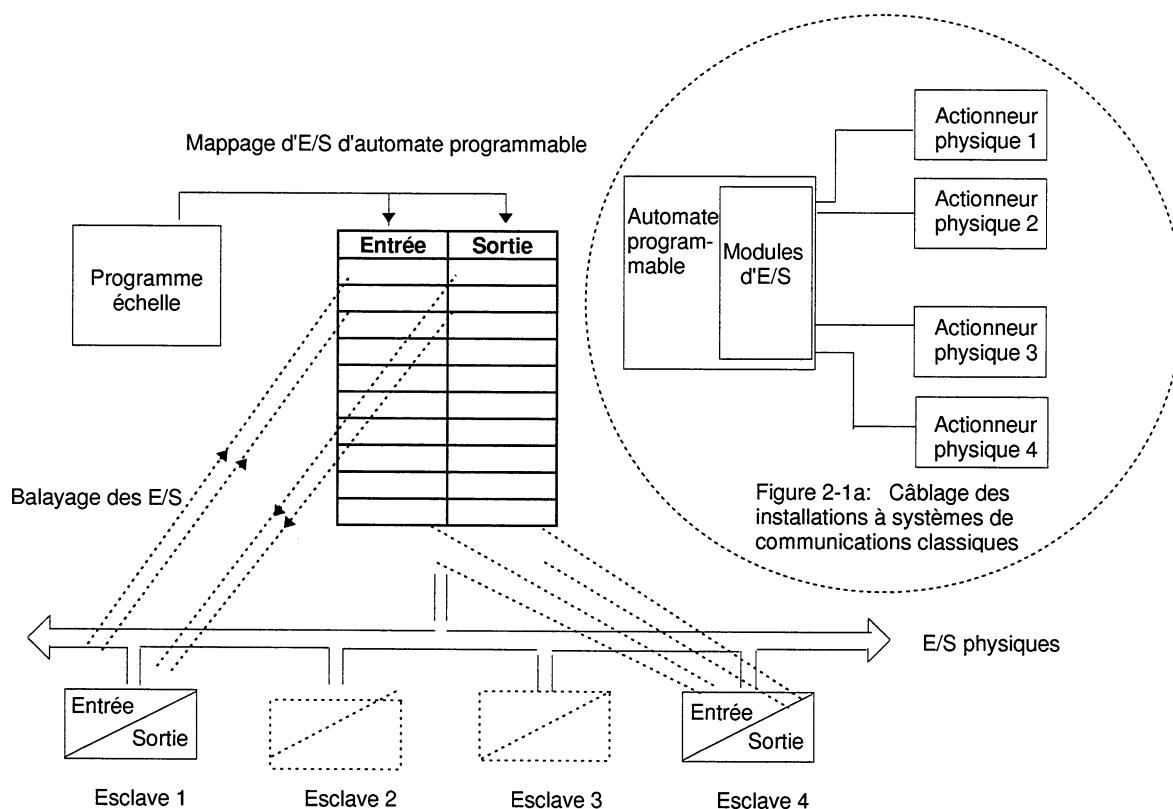 Mappage d'E/S d'automate programmable
Programme
échelle
Entrée
Sortie
Balayage des E/S
E/S physiques
Entrée
Sortie
Entrée
Sortie
Esclave 1
Esclave 2
Esclave 3
Esclave 4
Automate
program-
mable
Modules
d'E/S
Actionneur
physique 1
Actionneur
physique 2
Actionneur
physique 3
Actionneur
physique 4
Figure 2-1a: Câblage des
installations à systèmes de
communications classiques